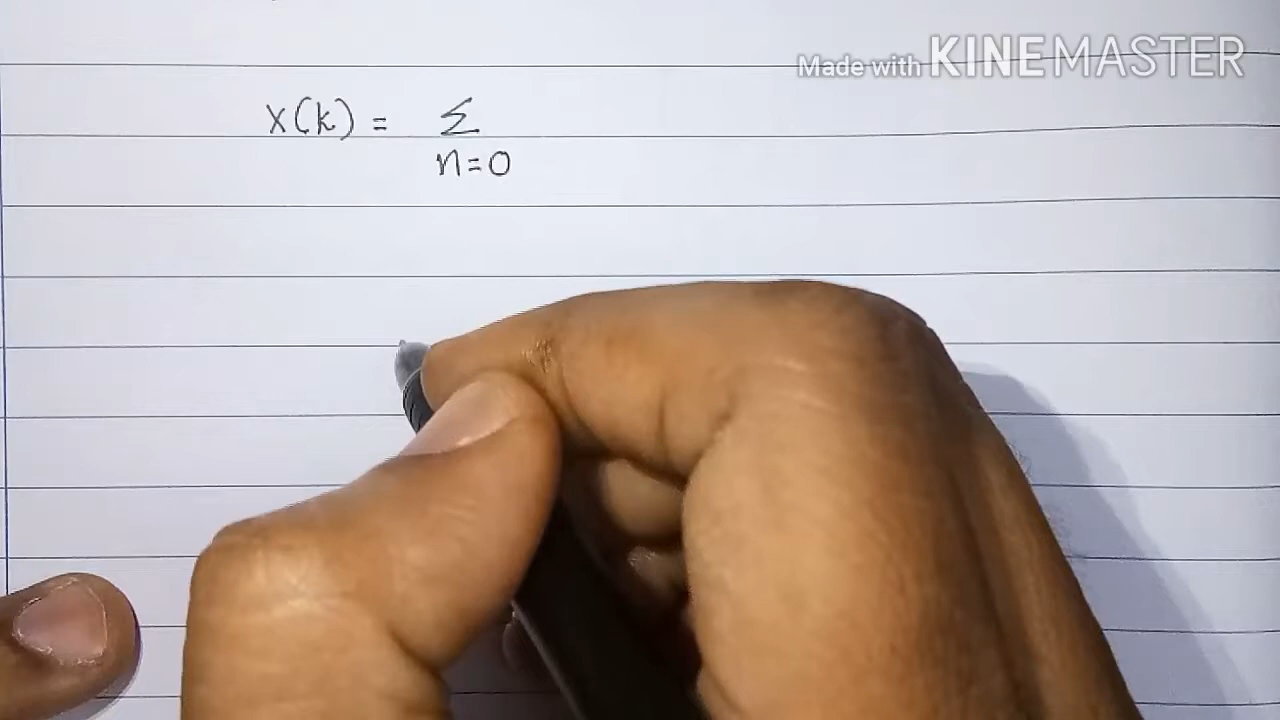 Made with KINEMASTER
X(k) = Σ
n=0